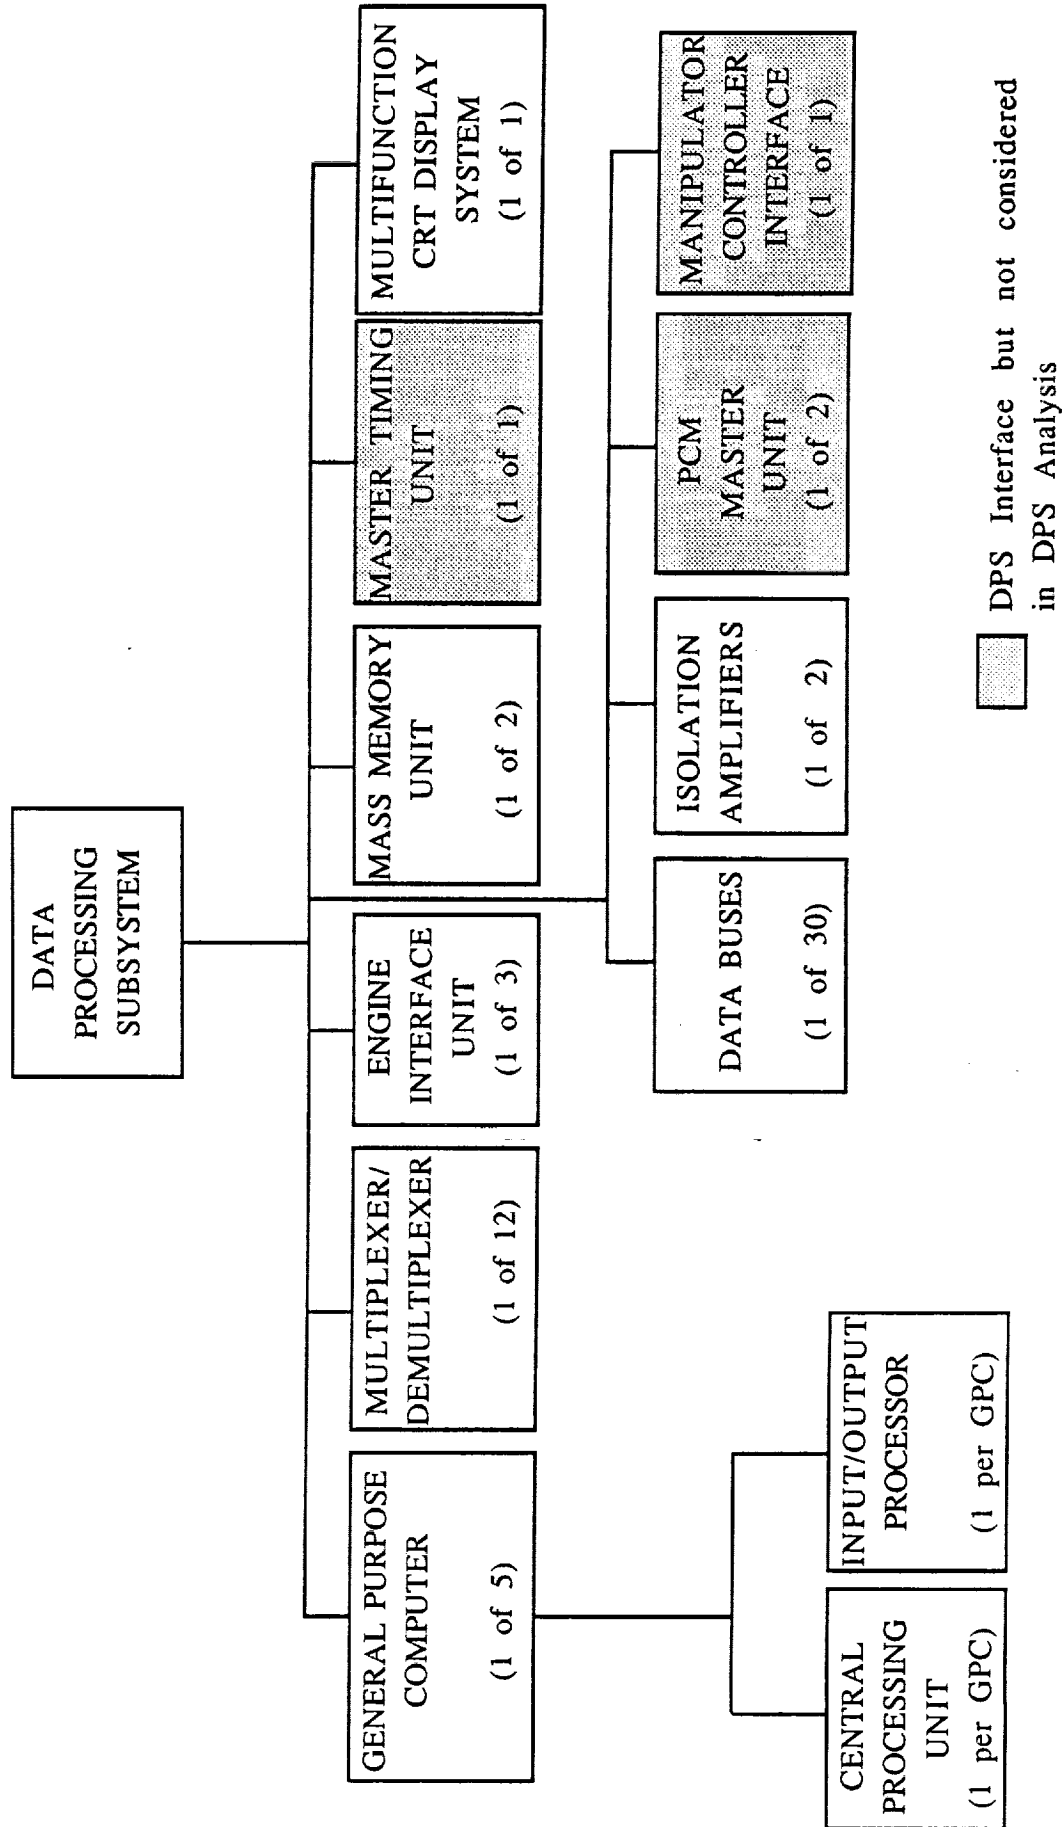 DATA
PROCESSING
SUBSYSTEM
GENERAL PURPOSE
COMPUTER
(1 of 5)
MULTIPLEXER/
DEMULTIPLEXER
(1 of 12)
ENGINE
INTERFACE
UNIT
(1 of 3)
MASS MEMORY
UNIT
(1 of 2)
MASTER TIMING
UNIT
(1 of 1)
MULTIFUNCTION
CRT DISPLAY
SYSTEM
(1 of 1)
DATA BUSES
(1 of 30)
ISOLATION
AMPLIFIERS
(1 of 2)
PCM
MASTER
UNIT
(1 of 2)
MANIPULATOR
CONTROLLER
INTERFACE
(1 of 1)
CENTRAL
PROCESSING
UNIT
(1 per GPC)
INPUT/OUTPUT
PROCESSOR
(1 per GPC)
DPS Interface but not considered
in DPS Analysis